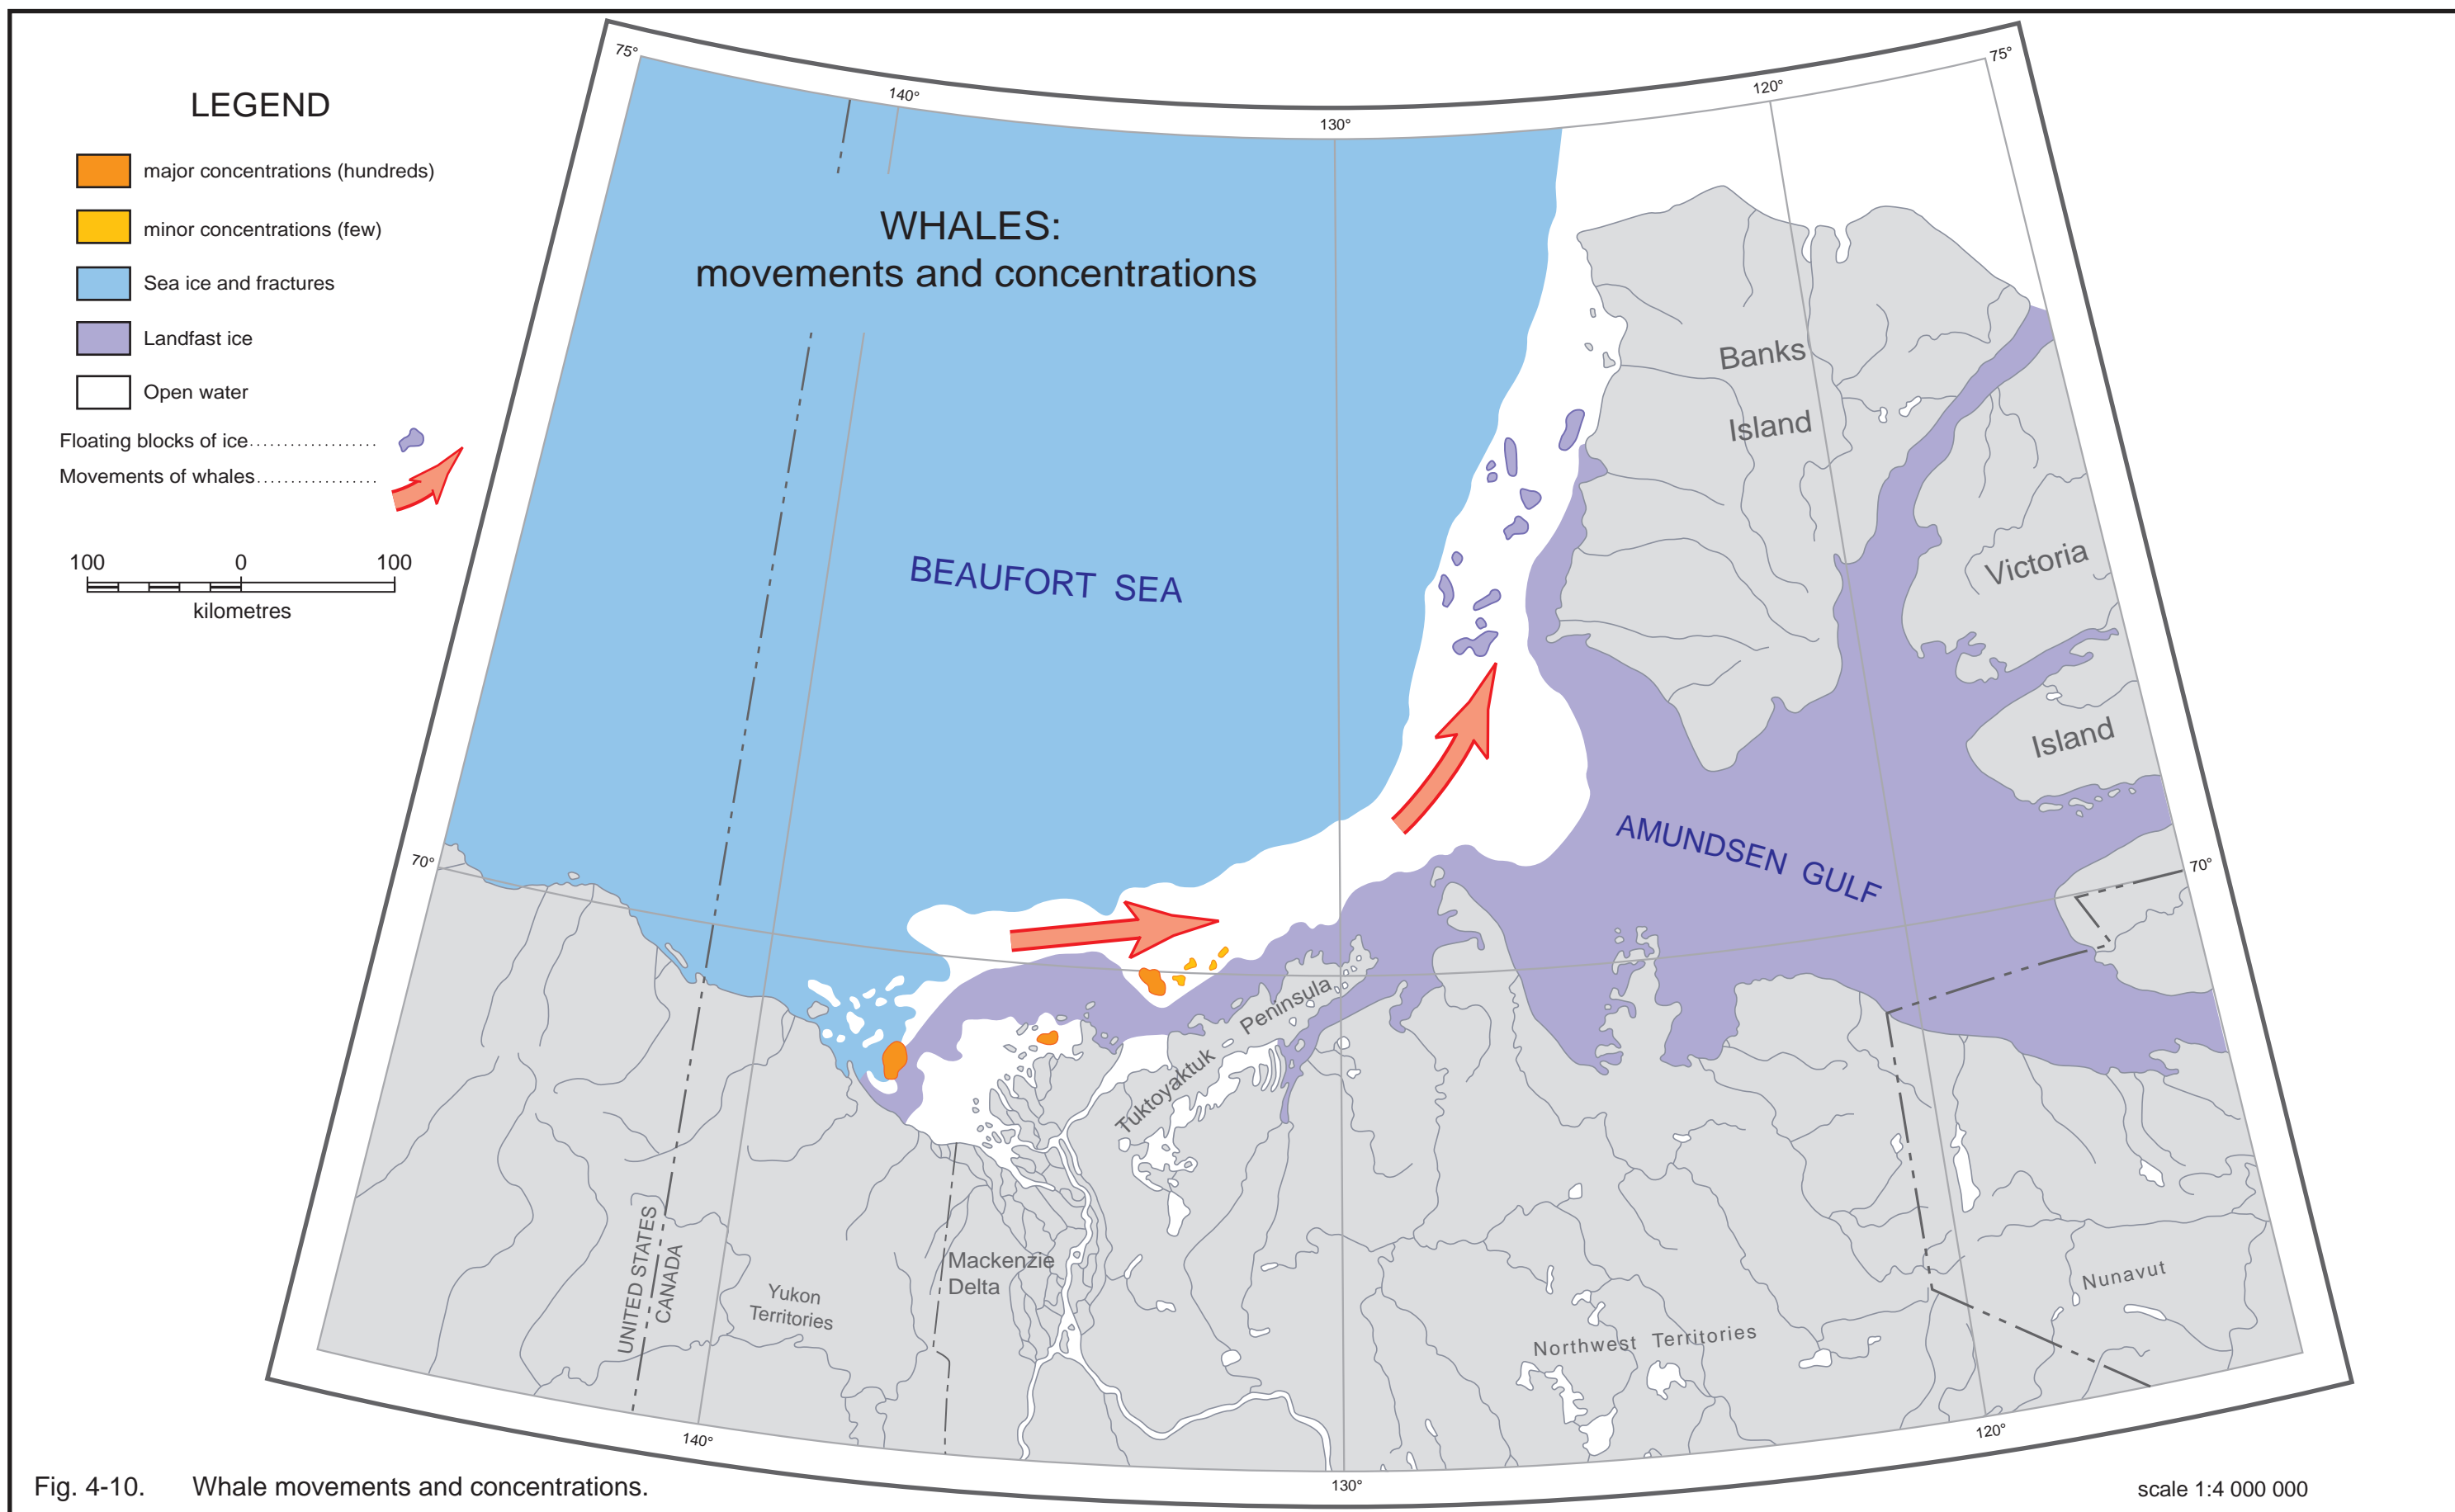 LEGEND
major concentrations (hundreds)
minor concentrations (few)
Sea ice and fractures
Landfast ice
Open water
Floating blocks of ice...................
Movements of whales..................
100 0 100
kilometres
75°
140°
130°
120°
75°
WHALES:
movements and concentrations
Banks
Island
BEAUFORT SEA
Victoria
Island
AMUNDSEN GULF
70°
70°
Tuktoyaktuk Peninsula
UNITED STATES
CANADA
Yukon
Territories
Mackenzie
Delta
Northwest Territories
Nunavut
140°
130°
120°
Fig. 4-10. Whale movements and concentrations.
scale 1:4 000 000